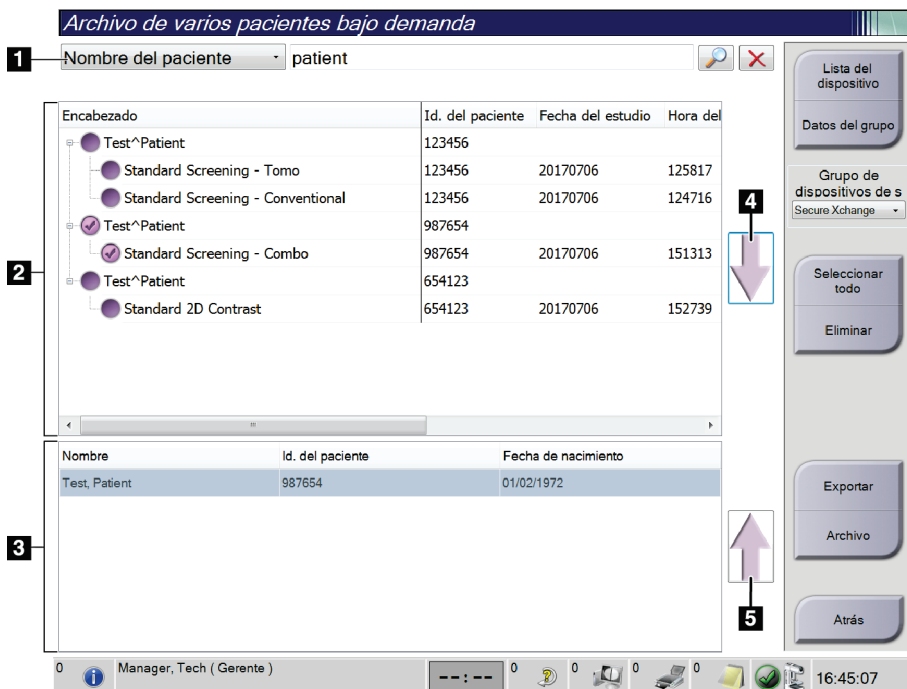 Archivo de varios pacientes bajo demanda
1
Nombre del paciente patient
Lista del dispositivo
Datos del grupo
Grupo de dispositivos de s
Secure Xchange
Seleccionar todo
Eliminar
Exportar
Archivo
Atrás
2
Encabezado Id. del paciente Fecha del estudio Hora del
Test^Patient 123456
Standard Screening - Tomo 123456 20170706 125817
Standard Screening - Conventional 123456 20170706 124716
Test^Patient 987654
Standard Screening - Combo 987654 20170706 151313
Test^Patient 654123
Standard 2D Contrast 654123 20170706 152739
4
3
Nombre Id. del paciente Fecha de nacimiento
Test, Patient 987654 01/02/1972
5
0 Manager, Tech ( Gerente ) --:-- 0 0 0 0 16:45:07